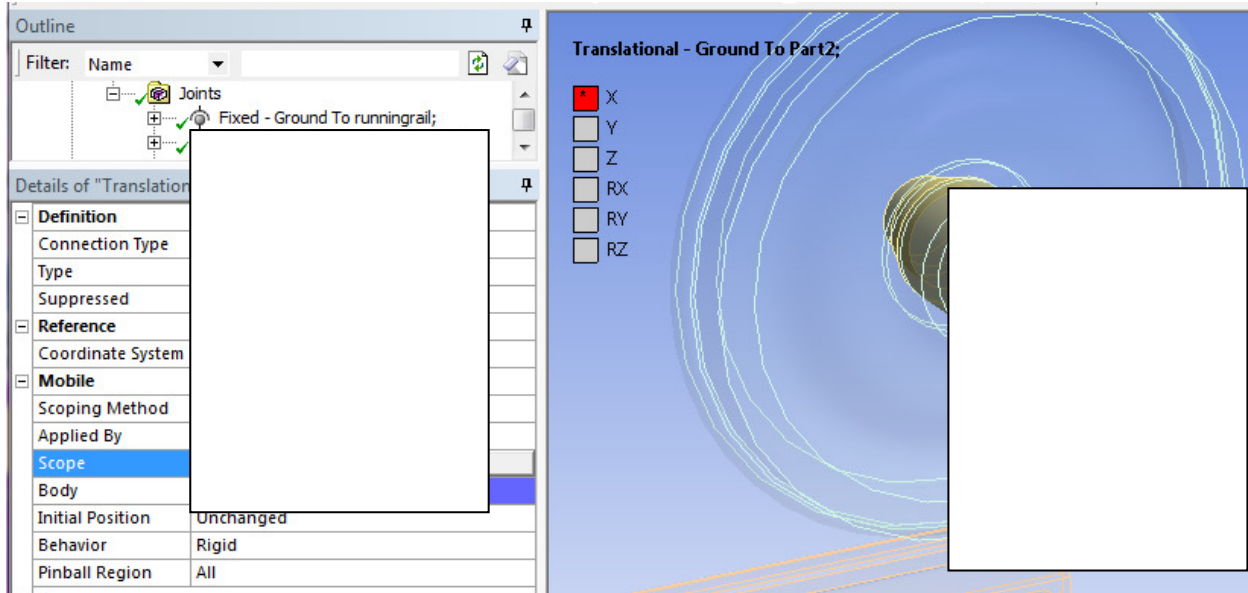 Outline
Filter: Name
Joints
Fixed - Ground To runningrail;
Details of "Translation
Definition
Connection Type
Type
Suppressed
Reference
Coordinate System
Mobile
Scoping Method
Applied By
Scope
Body
Initial Position Unchanged
Behavior Rigid
Pinball Region All
Translational - Ground To Part2;
* X
Y
Z
RX
RY
RZ